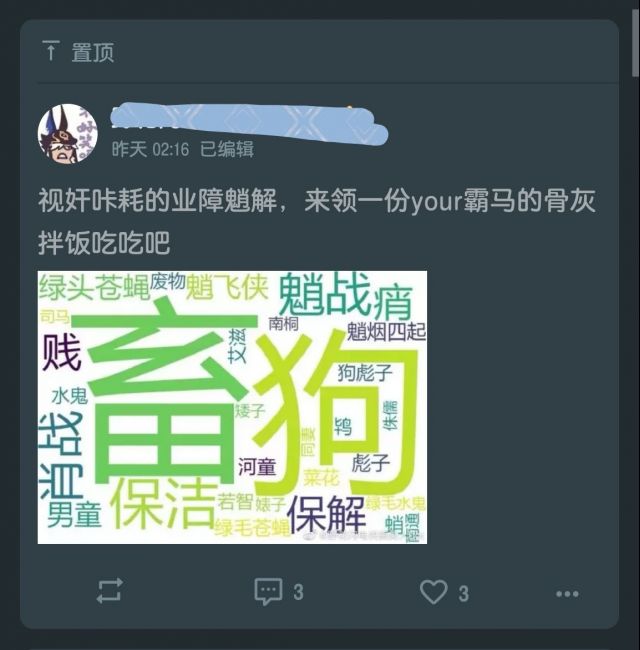 置顶
昨天 02:16 已编辑
视奸咔耗的业障魈解，来领一份your霸马的骨灰
拌饭吃吃吧
绿头苍蝇
废物
魈飞侠
魈战
痟
司马
南桐
魈烟四起
贱
艾滋
畜
狗
狗彪子
水鬼
矮子
鸨
侏儒
肖战
同妻
河童
彪子
菜花
男童
保洁
若智
婊子
保解
绿毛水鬼
绿毛苍蝇
蛸
雨通
3
3